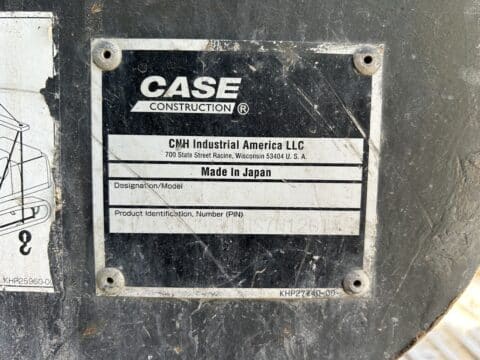 CASE
CONSTRUCTION ®
CNH Industrial America LLC
700 State Street Racine, Wisconsin 53404 U. S. A.
Made In Japan
Designation/Model
Product Identification, Number (PIN)
KHP25960-0
KHP27440-00